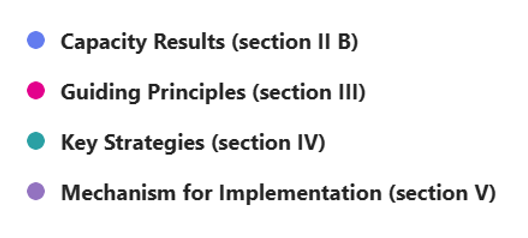 Capacity Results (section II B)
Guiding Principles (section III)
Key Strategies (section IV)
Mechanism for Implementation (section V)